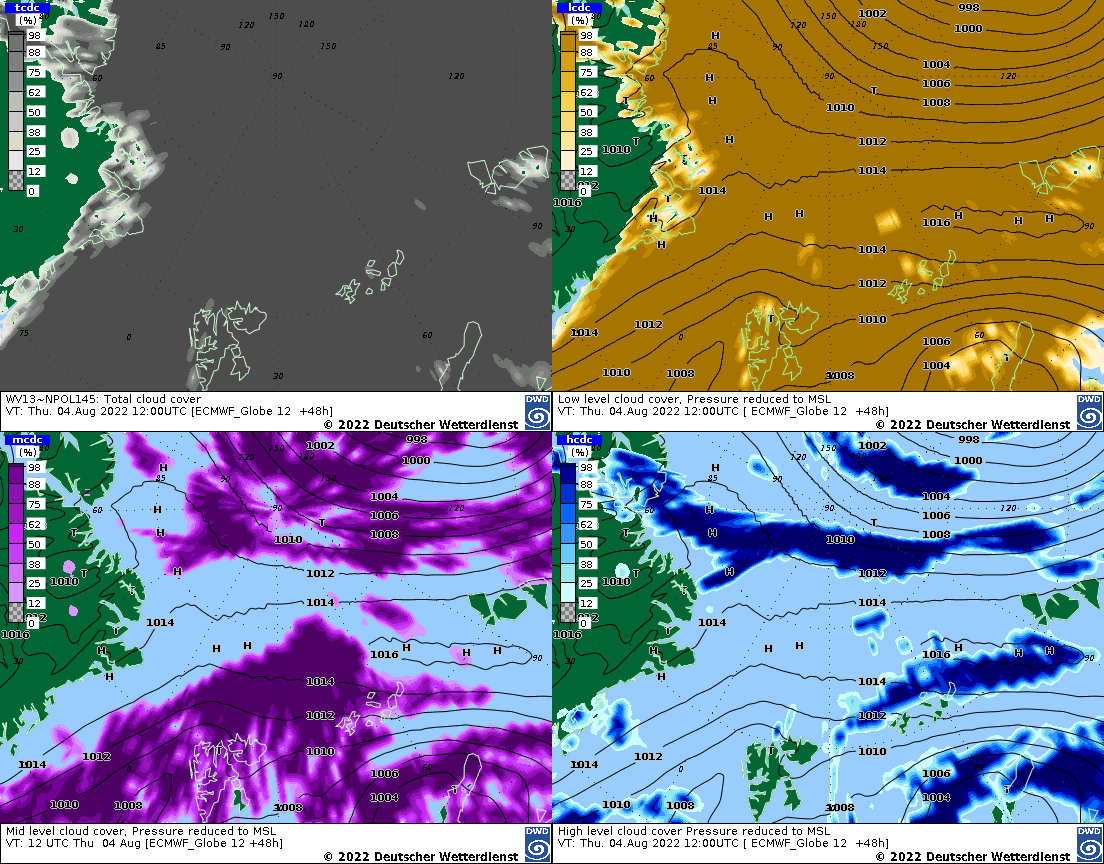 tcdc
(%)
98
88
75
62
50
38
25
12
0
120
150
180
85
90
150
60
90
120
30
90
75
0
60
30
WV13~NPOL145: Total cloud cover
VT: Thu. 04.Aug 2022 12:00UTC [ECMWF_Globe 12 +48h]
© 2022 Deutscher Wetterdienst
DWD
lcdc
(%)
98
88
75
62
50
38
25
12
0
1002
998
1000
120
150
180
85
90
150
60
90
120
1004
1006
1008
1010
1012
1014
1010
1016
1014
1016
1014
1012
1010
30
90
1014
1012
0
60
1006
1004
1010
1008
1008
H
H
H
H
H
H
H
H
H
H
H
T
T
T
T
T
T
T
Low level cloud cover, Pressure reduced to MSL
VT: Thu. 04.Aug 2022 12:00UTC [ ECMWF_Globe 12 +48h]
© 2022 Deutscher Wetterdienst
DWD
mcdc
(%)
98
88
75
62
50
38
25
12
0
1002
998
1000
120
150
85
90
150
60
120
1004
1006
1008
1010
1012
1014
1010
1016
1014
1016
1014
1012
1010
30
90
1014
1012
0
60
1006
1004
1010
1008
1008
H
H
H
H
H
H
H
H
H
H
H
T
T
T
T
T
T
Mid level cloud cover, Pressure reduced to MSL
VT: 12 UTC Thu 04 Aug [ECMWF_Globe 12 +48h]
© 2022 Deutscher Wetterdienst
DWD
hcdc
(%)
98
88
75
62
50
38
25
12
0
1002
998
1000
120
150
85
90
150
60
90
120
1004
1006
1008
1010
1012
1014
1010
1016
1014
1016
1014
1012
1010
30
90
1014
1012
0
60
1006
1004
1010
1008
1008
H
H
H
H
H
H
H
H
H
H
H
T
T
T
T
T
T
High level cloud cover Pressure reduced to MSL
VT: Thu. 04.Aug 2022 12:00UTC [ ECMWF_Globe 12 +48h]
© 2022 Deutscher Wetterdienst
DWD